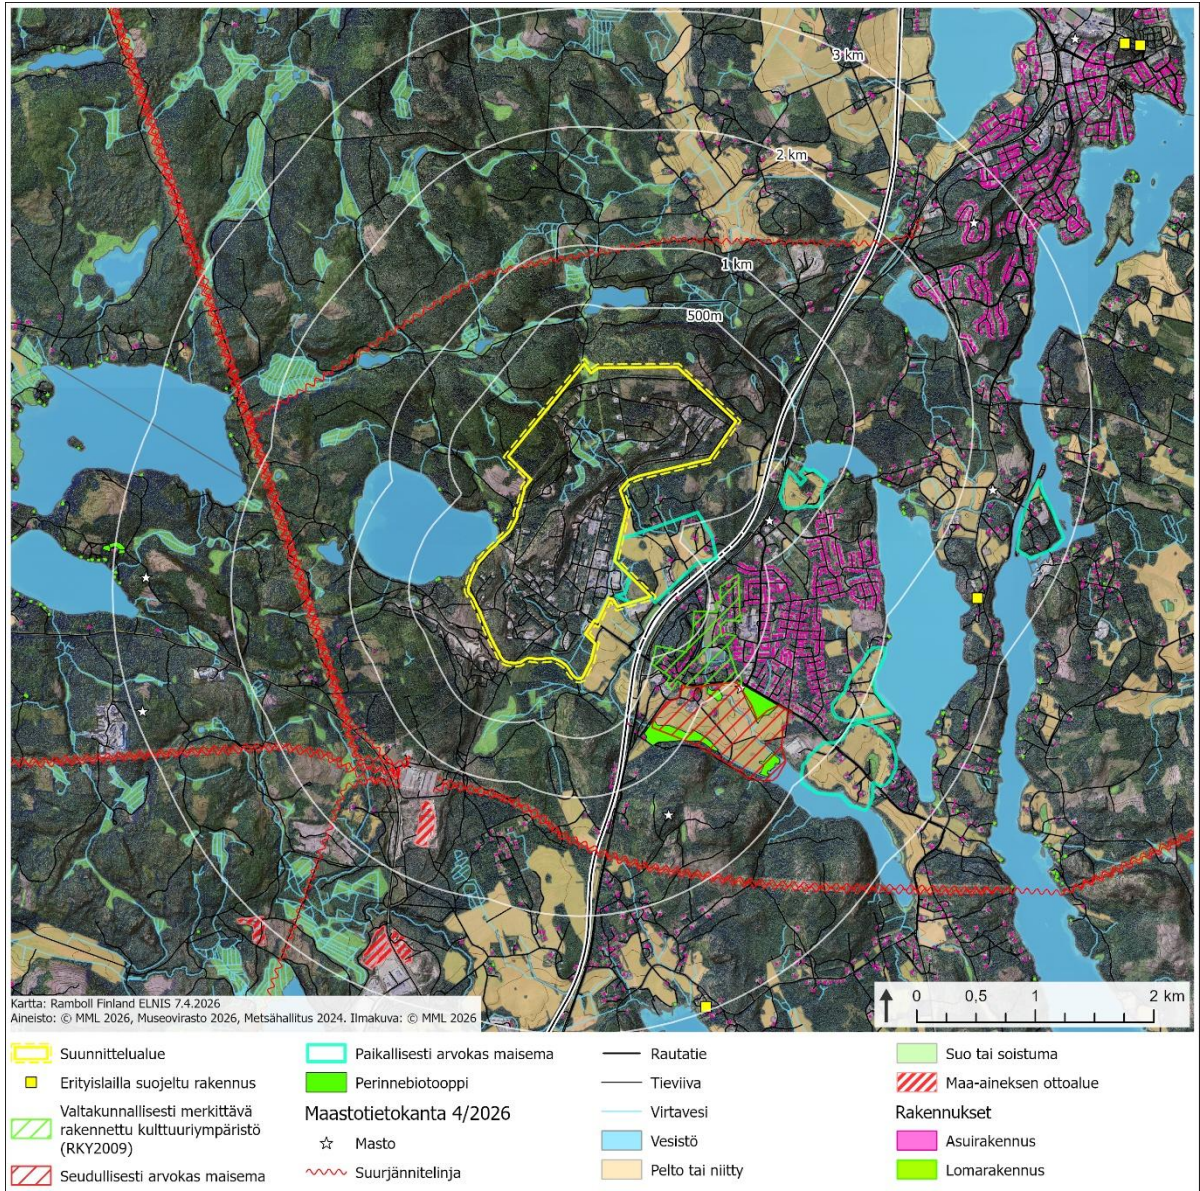 3 km
2 km
1 km
500m
Kartta: Ramboll Finland ELNIS 7.4.2026
Aineisto: © MML 2026, Museovirasto 2026, Metsähallitus 2024. Ilmakuva: © MML 2026
0 0,5 1 2 km
Suunnittelualue
Erityislailla suojeltu rakennus
Valtakunnallisesti merkittävä
rakennettu kulttuuriympäristö
(RKY2009)
Seudullisesti arvokas maisema
Paikallisesti arvokas maisema
Perinnebiotooppi
Maastotietokanta 4/2026
Masto
Suurjännitelinja
Rautatie
Tieviiva
Virtavesi
Vesistö
Pelto tai niitty
Suo tai soistuma
Maa-aineksen ottoalue
Rakennukset
Asuirakennus
Lomarakennus